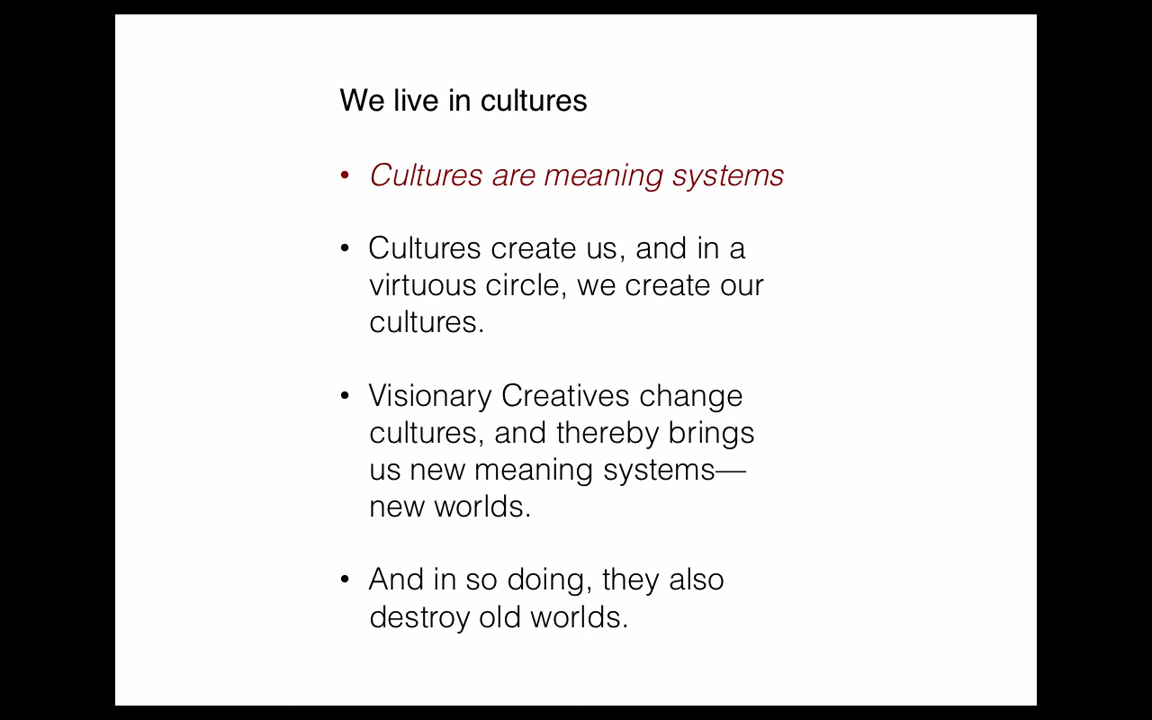 We live in cultures
• Cultures are meaning systems
• Cultures create us, and in a
virtuous circle, we create our
cultures.
• Visionary Creatives change
cultures, and thereby brings
us new meaning systems—
new worlds.
• And in so doing, they also
destroy old worlds.